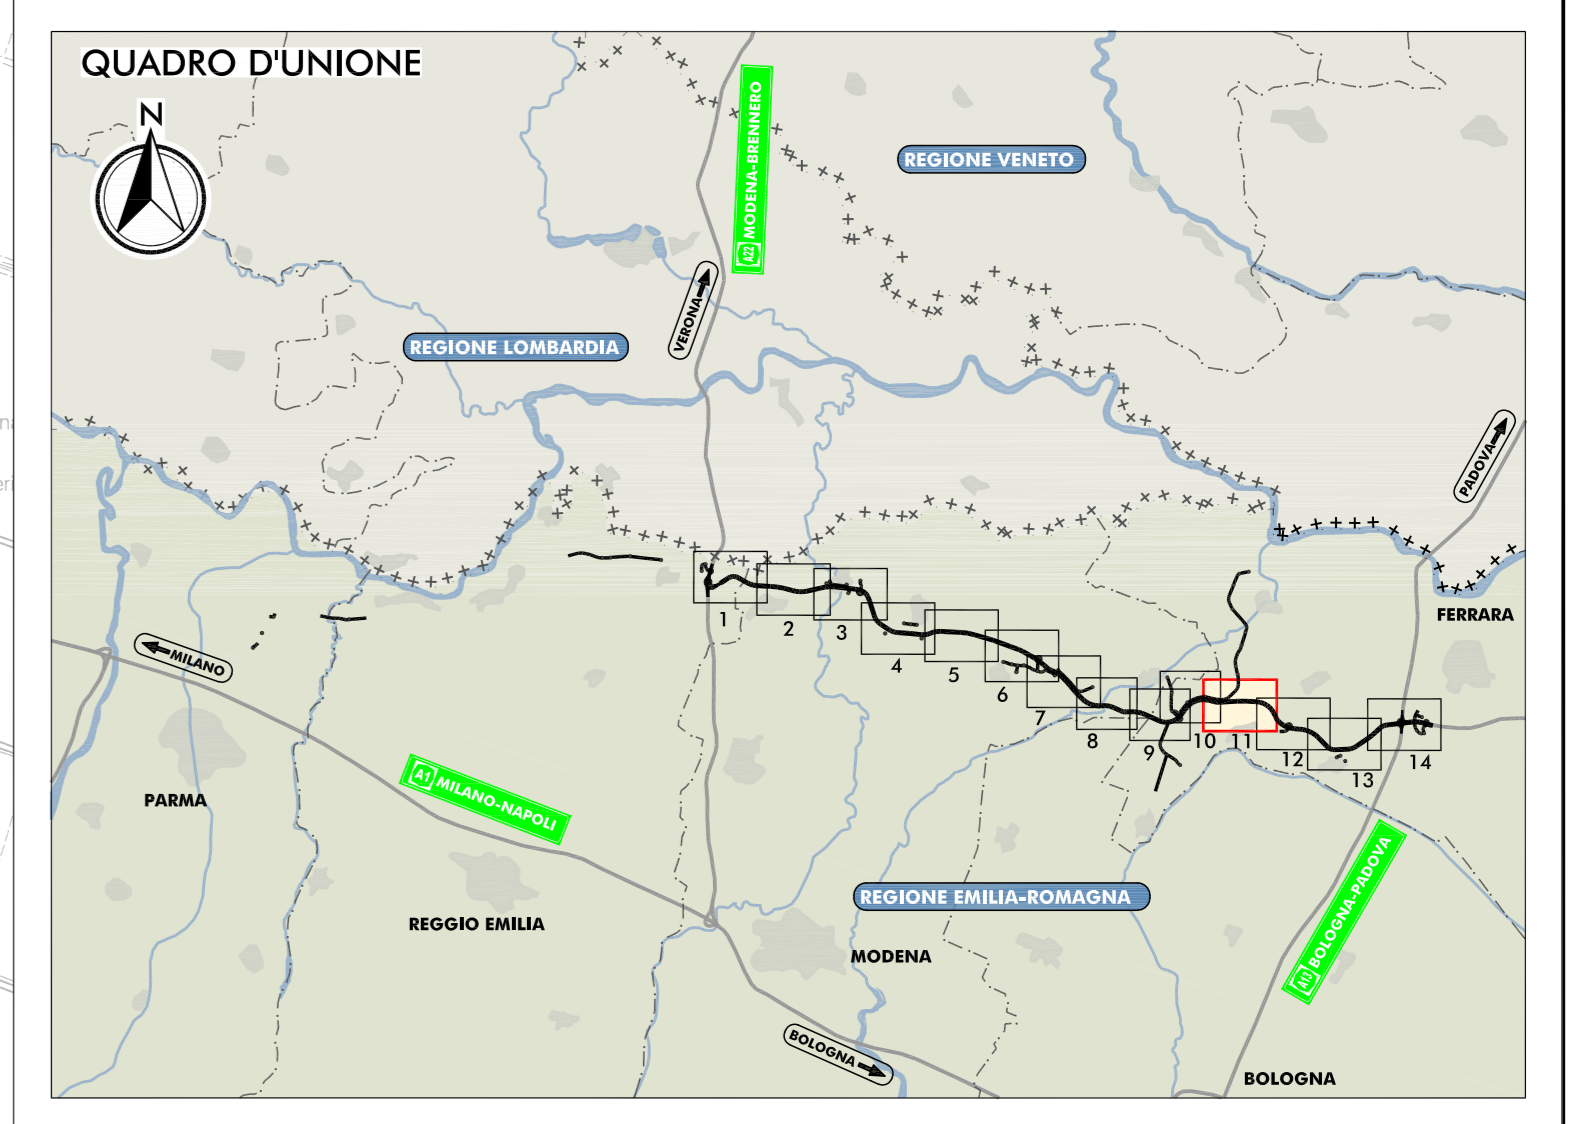 QUADRO D'UNIONE
N
A22 MODENA-BRENNERO
REGIONE VENETO
VERONA
REGIONE LOMBARDIA
PADOVA
FERRARA
MILANO
1
2
3
4
5
6
7
8
9
10
11
12
13
14
PARMA
A1 MILANO-NAPOLI
REGIONE EMILIA-ROMAGNA
A13 BOLOGNA-PADOVA
REGGIO EMILIA
MODENA
BOLOGNA
BOLOGNA